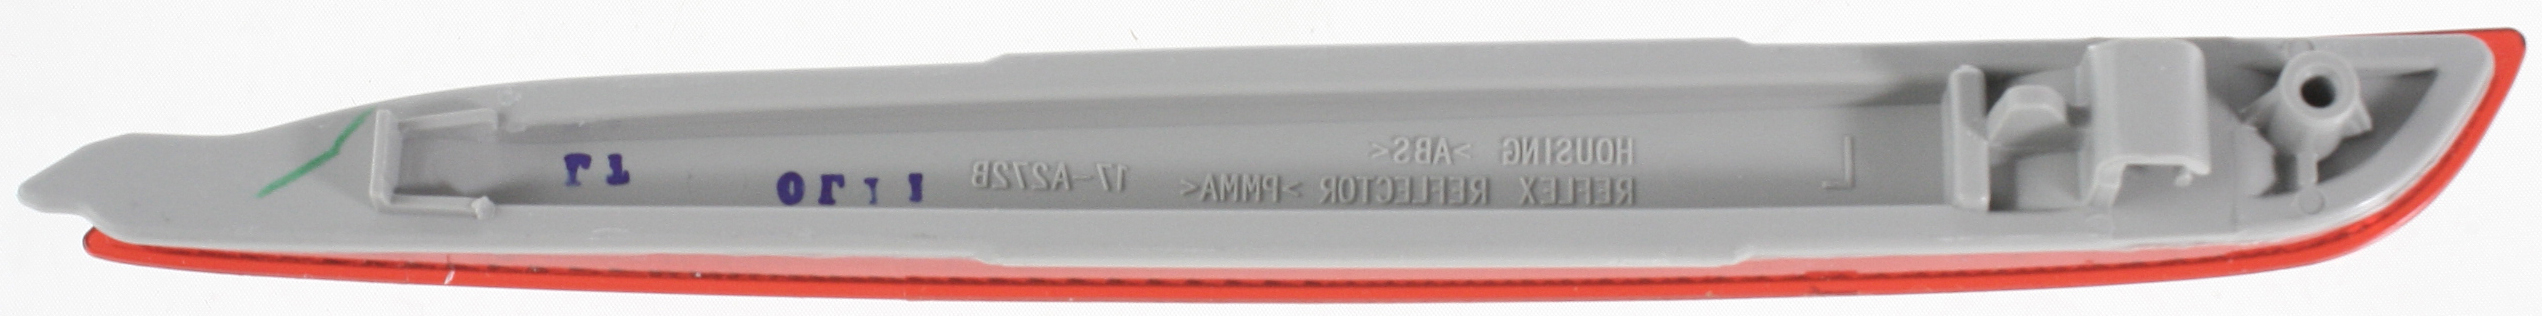 L
HOUSING >ABS<
REFLEX REFLECTOR >PMMA<
17-A272B